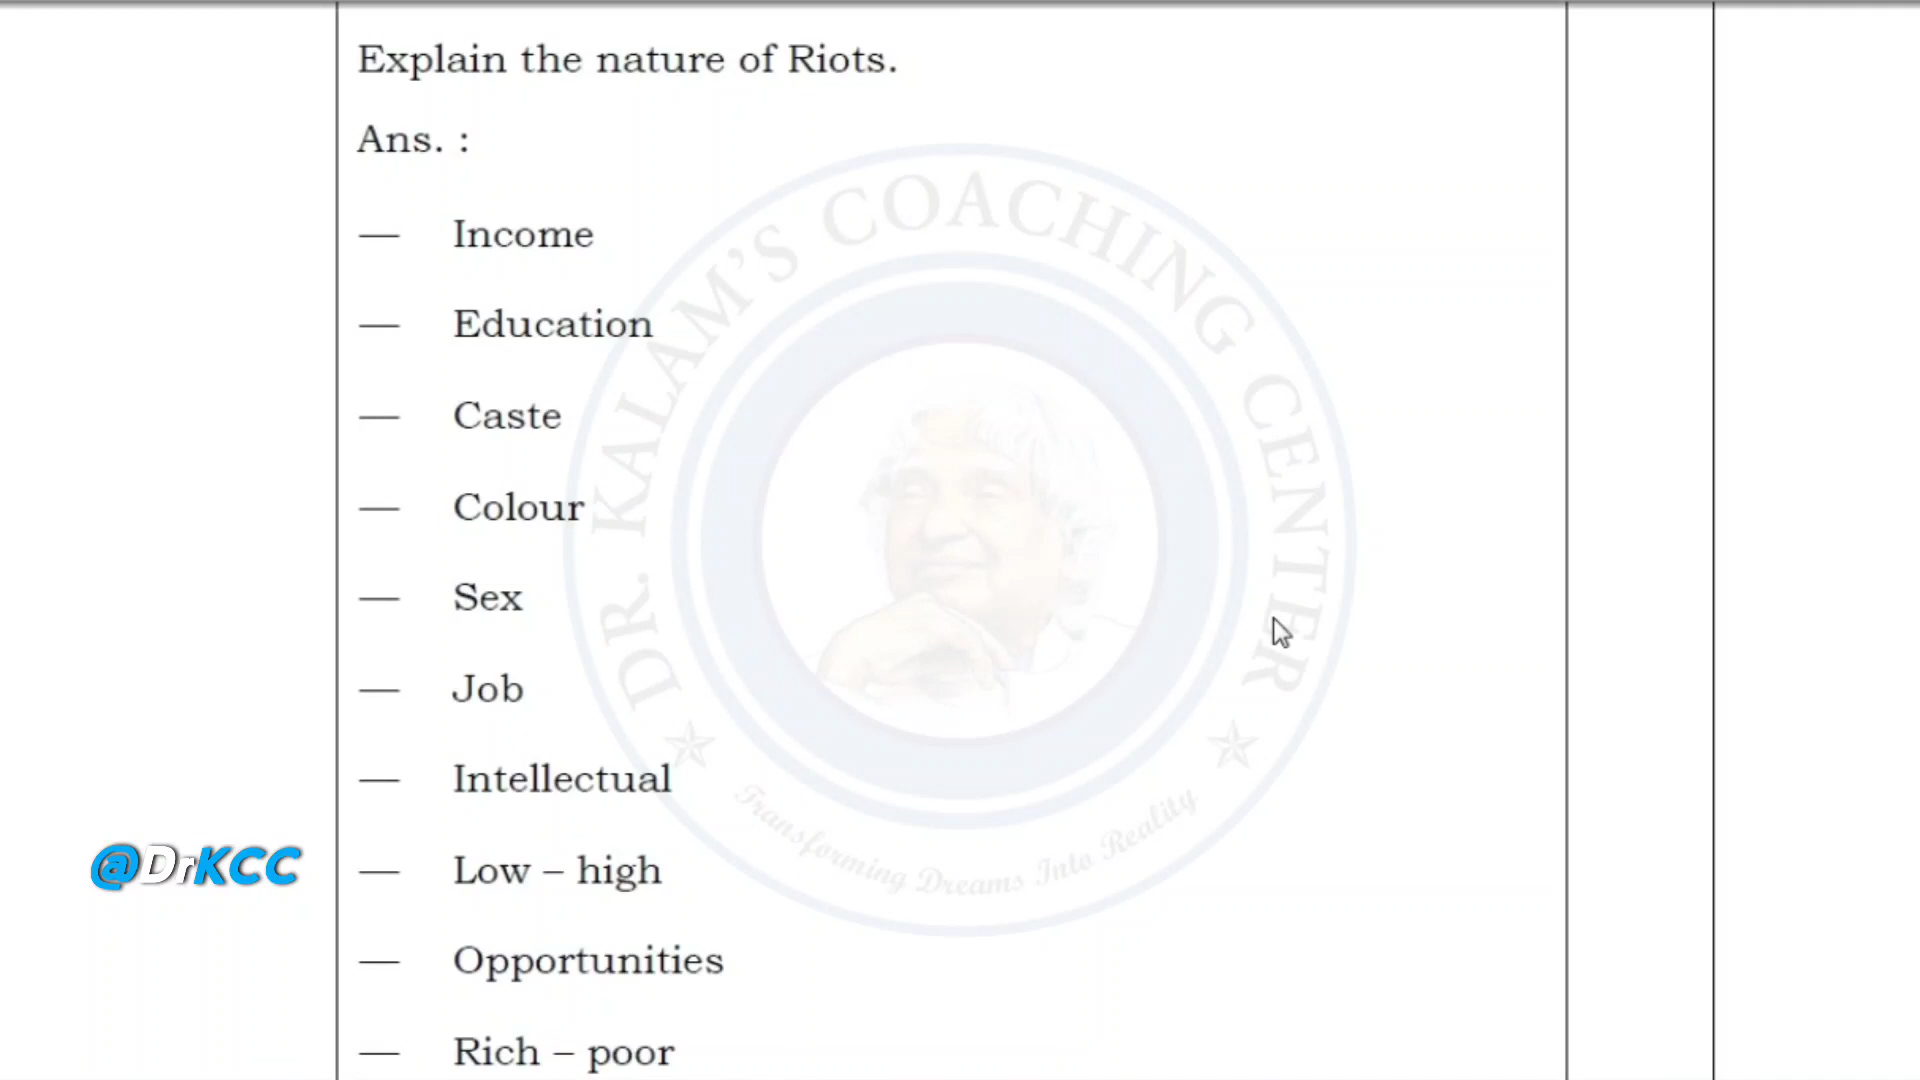 Explain the nature of Riots.
Ans. :
— Income
— Education
— Caste
— Colour
— Sex
— Job
— Intellectual
— Low – high
— Opportunities
— Rich – poor
DR. KALAM'S COACHING CENTER
Transforming Dreams Into Reality
@DrKCC